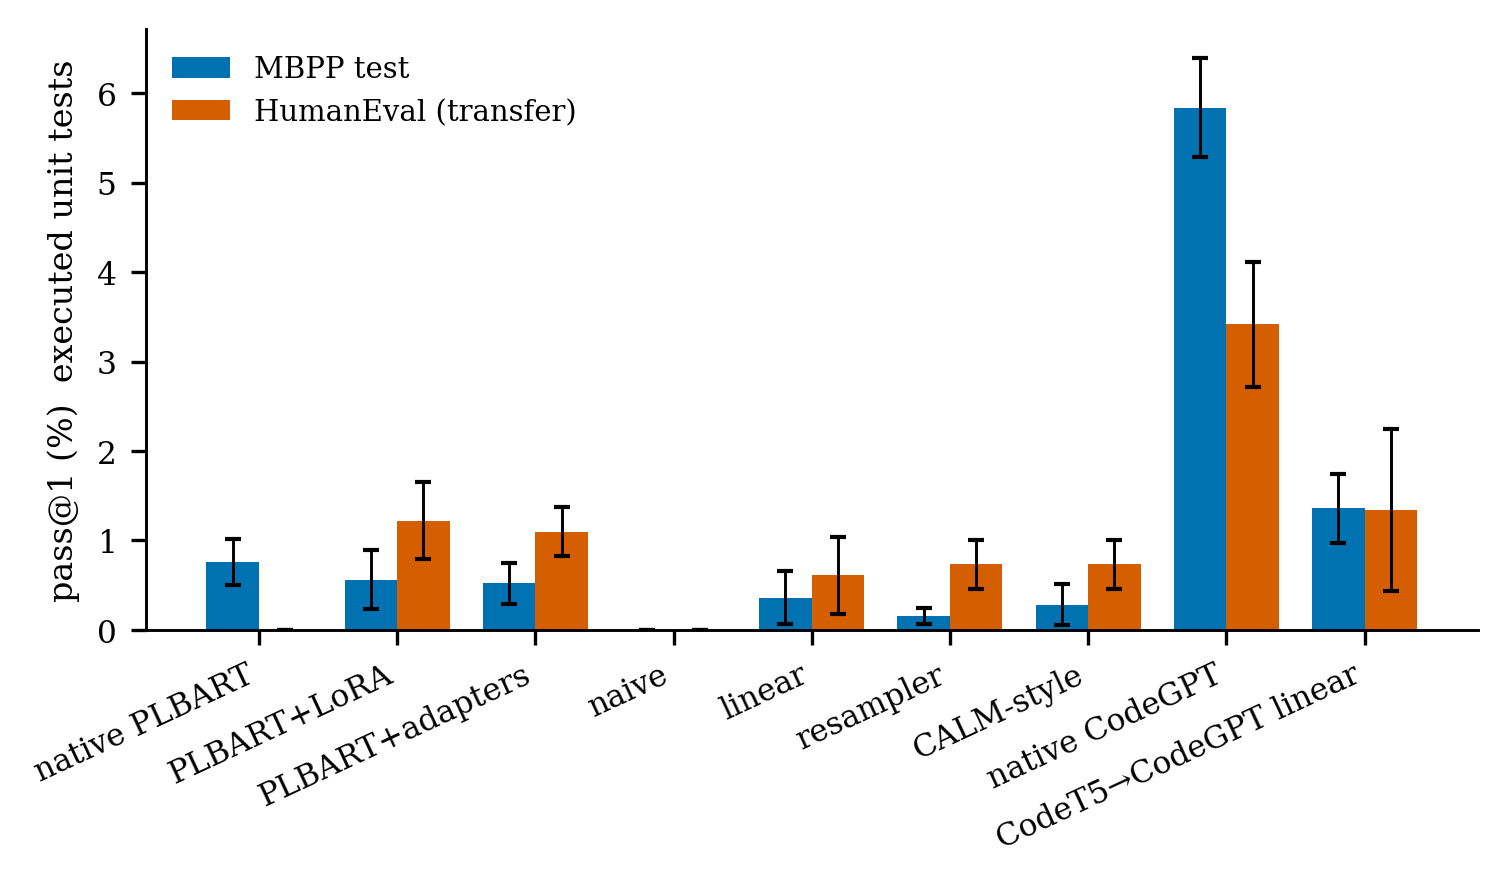 MBPP test
HumanEval (transfer)
pass@1 (%)  executed unit tests
6
5
4
3
2
1
0
native PLBART
PLBART+LoRA
PLBART+adapters
naive
linear
resampler
CALM-style
native CodeGPT
CodeT5→CodeGPT linear